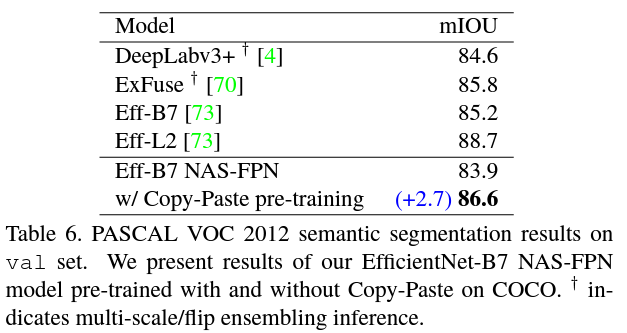 Model mIOU
DeepLabv3+ † [4] 84.6
ExFuse † [70] 85.8
Eff-B7 [73] 85.2
Eff-L2 [73] 88.7
Eff-B7 NAS-FPN 83.9
w/ Copy-Paste pre-training (+2.7) 86.6
Table 6. PASCAL VOC 2012 semantic segmentation results on
val set. We present results of our EfficientNet-B7 NAS-FPN
model pre-trained with and without Copy-Paste on COCO. † in-
dicates multi-scale/flip ensembling inference.